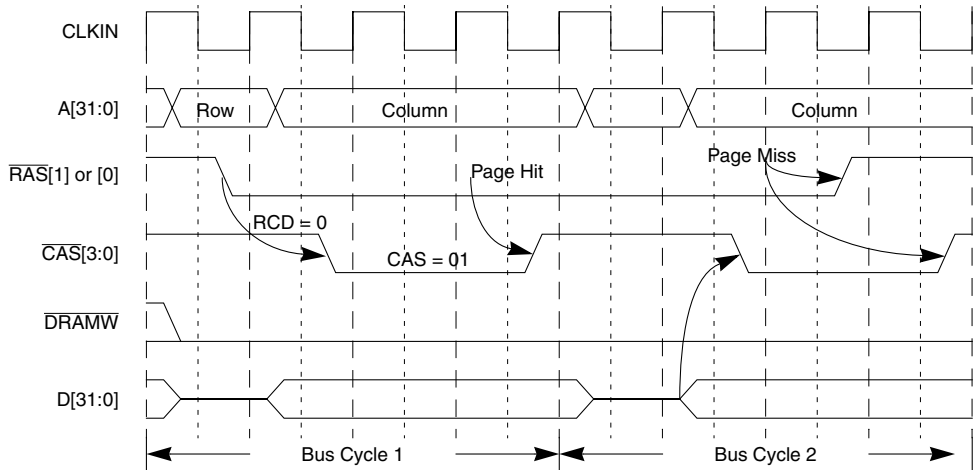 CLKIN
A[31:0]
Row
Column
Column
RAS[1] or [0]
Page Hit
Page Miss
RCD = 0
CAS[3:0]
CAS = 01
DRAMW
D[31:0]
Bus Cycle 1
Bus Cycle 2